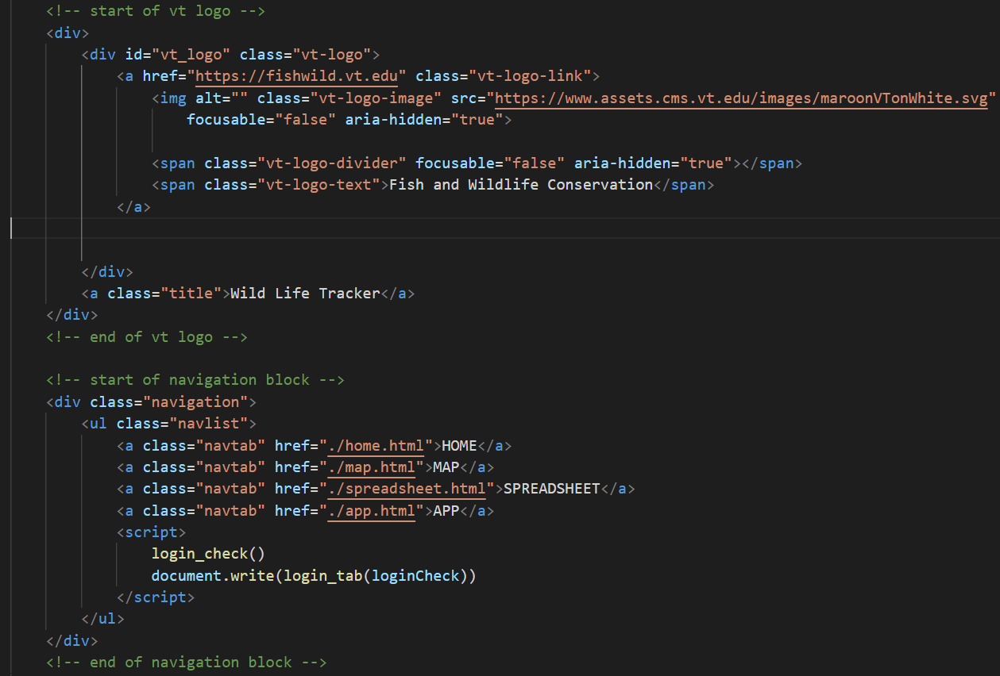 <!-- start of vt logo -->
<div>
    <div id="vt_logo" class="vt-logo">
        <a href="https://fishwild.vt.edu" class="vt-logo-link">
            <img alt="" class="vt-logo-image" src="https://www.assets.cms.vt.edu/images/maroonVTonWhite.svg"
                focusable="false" aria-hidden="true">
            <span class="vt-logo-divider" focusable="false" aria-hidden="true"></span>
            <span class="vt-logo-text">Fish and Wildlife Conservation</span>
        </a>
    </div>
    <a class="title">Wild Life Tracker</a>
</div>
<!-- end of vt logo -->
<!-- start of navigation block -->
<div class="navigation">
    <ul class="navlist">
        <a class="navtab" href="./home.html">HOME</a>
        <a class="navtab" href="./map.html">MAP</a>
        <a class="navtab" href="./spreadsheet.html">SPREADSHEET</a>
        <a class="navtab" href="./app.html">APP</a>
        <script>
            login_check()
            document.write(login_tab(loginCheck))
        </script>
    </ul>
</div>
<!-- end of navigation block -->